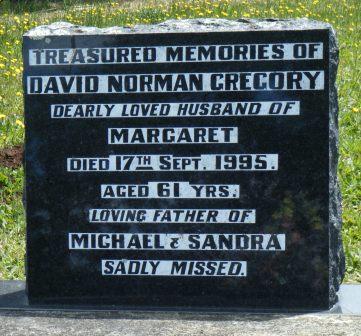 TREASURED MEMORIES OF
DAVID NORMAN GREGORY
DEARLY LOVED HUSBAND OF
MARGARET
DIED 17TH SEPT. 1995.
AGED 61 YRS.
LOVING FATHER OF
MICHAEL & SANDRA
SADLY MISSED.